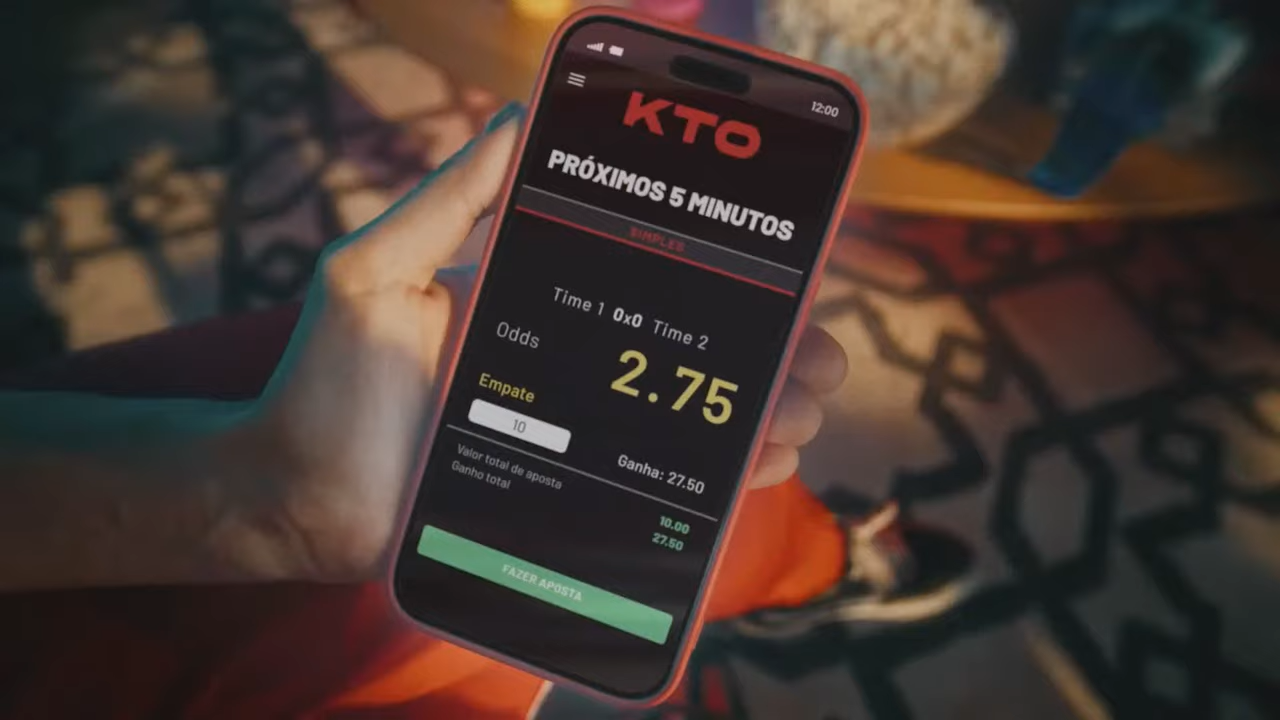 12:00
KTO
PRÓXIMOS 5 MINUTOS
SIMPLES
Time 1 0x0 Time 2
Odds
2.75
Empate
10
Ganha: 27.50
Valor total de aposta
Ganho total
10.00
27.50
FAZER APOSTA